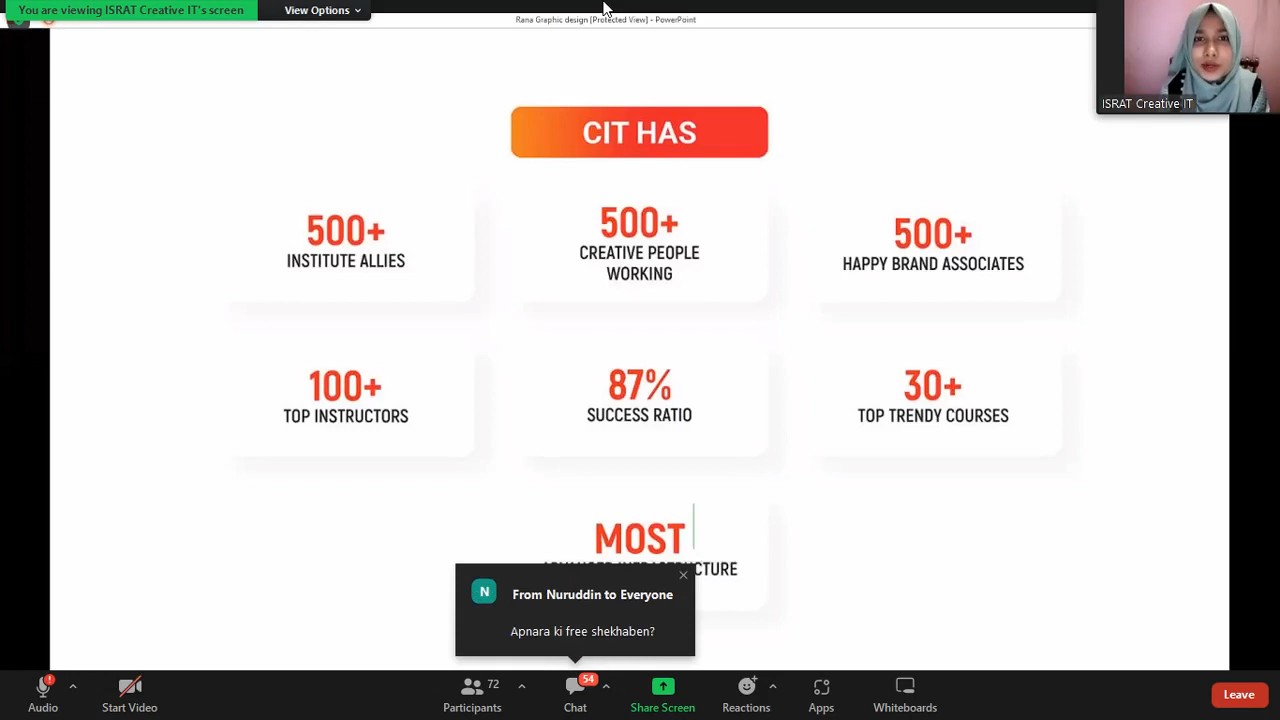 You are viewing ISRAT Creative IT's screen
View Options
Rana Graphic design [Protected View] - PowerPoint
ISRAT Creative IT
CIT HAS
500+
INSTITUTE ALLIES
500+
CREATIVE PEOPLE
WORKING
500+
HAPPY BRAND ASSOCIATES
100+
TOP INSTRUCTORS
87%
SUCCESS RATIO
30+
TOP TRENDY COURSES
MOST
N
From Nuruddin to Everyone
Apnara ki free shekhaben?
Audio
Start Video
72
Participants
54
Chat
Share Screen
Reactions
Apps
Whiteboards
Leave